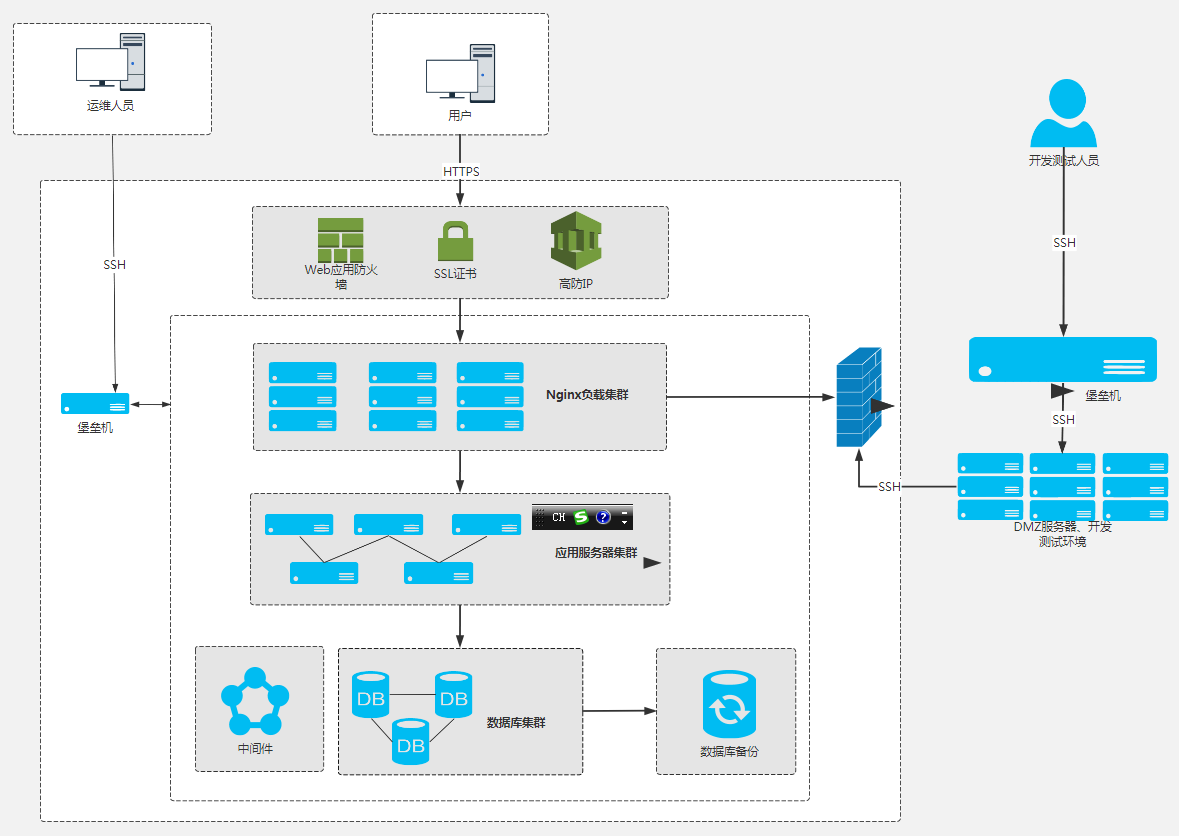 运维人员
用户
开发测试人员
HTTPS
SSH
SSH
Web应用防火
墙
SSL证书
高防IP
Nginx负载集群
堡垒机
堡垒机
SSH
SSH
DMZ服务器、开发
测试环境
CH
S
?
应用服务器集群
DB
DB
DB
数据库集群
中间件
数据库备份